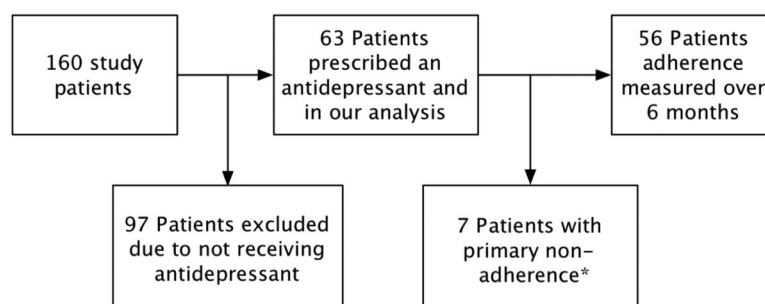 160 study
patients
63 Patients
prescribed an
antidepressant and
in our analysis
56 Patients
adherence
measured over
6 months
97 Patients excluded
due to not receiving
antidepressant
7 Patients with
primary non-
adherence*